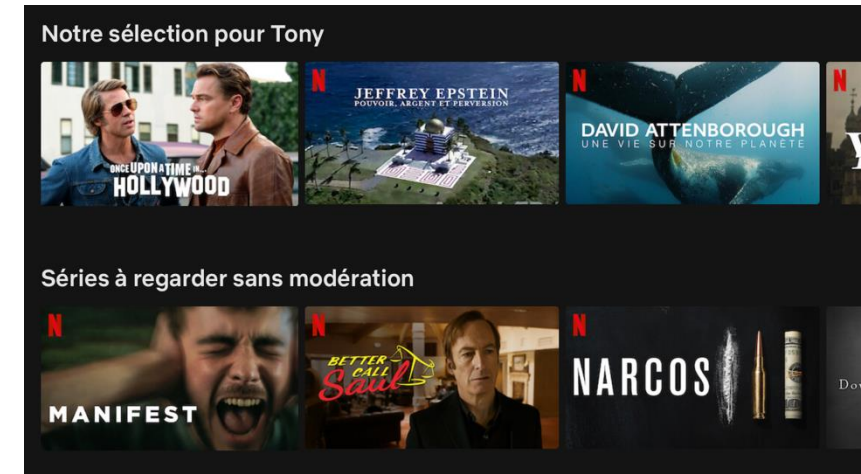 Notre sélection pour Tony
ONCE UPON A TIME IN...
HOLLYWOOD
N
JEFFREY EPSTEIN
POUVOIR, ARGENT ET PERVERSION
N
DAVID ATTENBOROUGH
UNE VIE SUR NOTRE PLANÈTE
N
Y
Séries à regarder sans modération
N
MANIFEST
N
BETTER
CALL
Saul
N
NARCOS
Dow